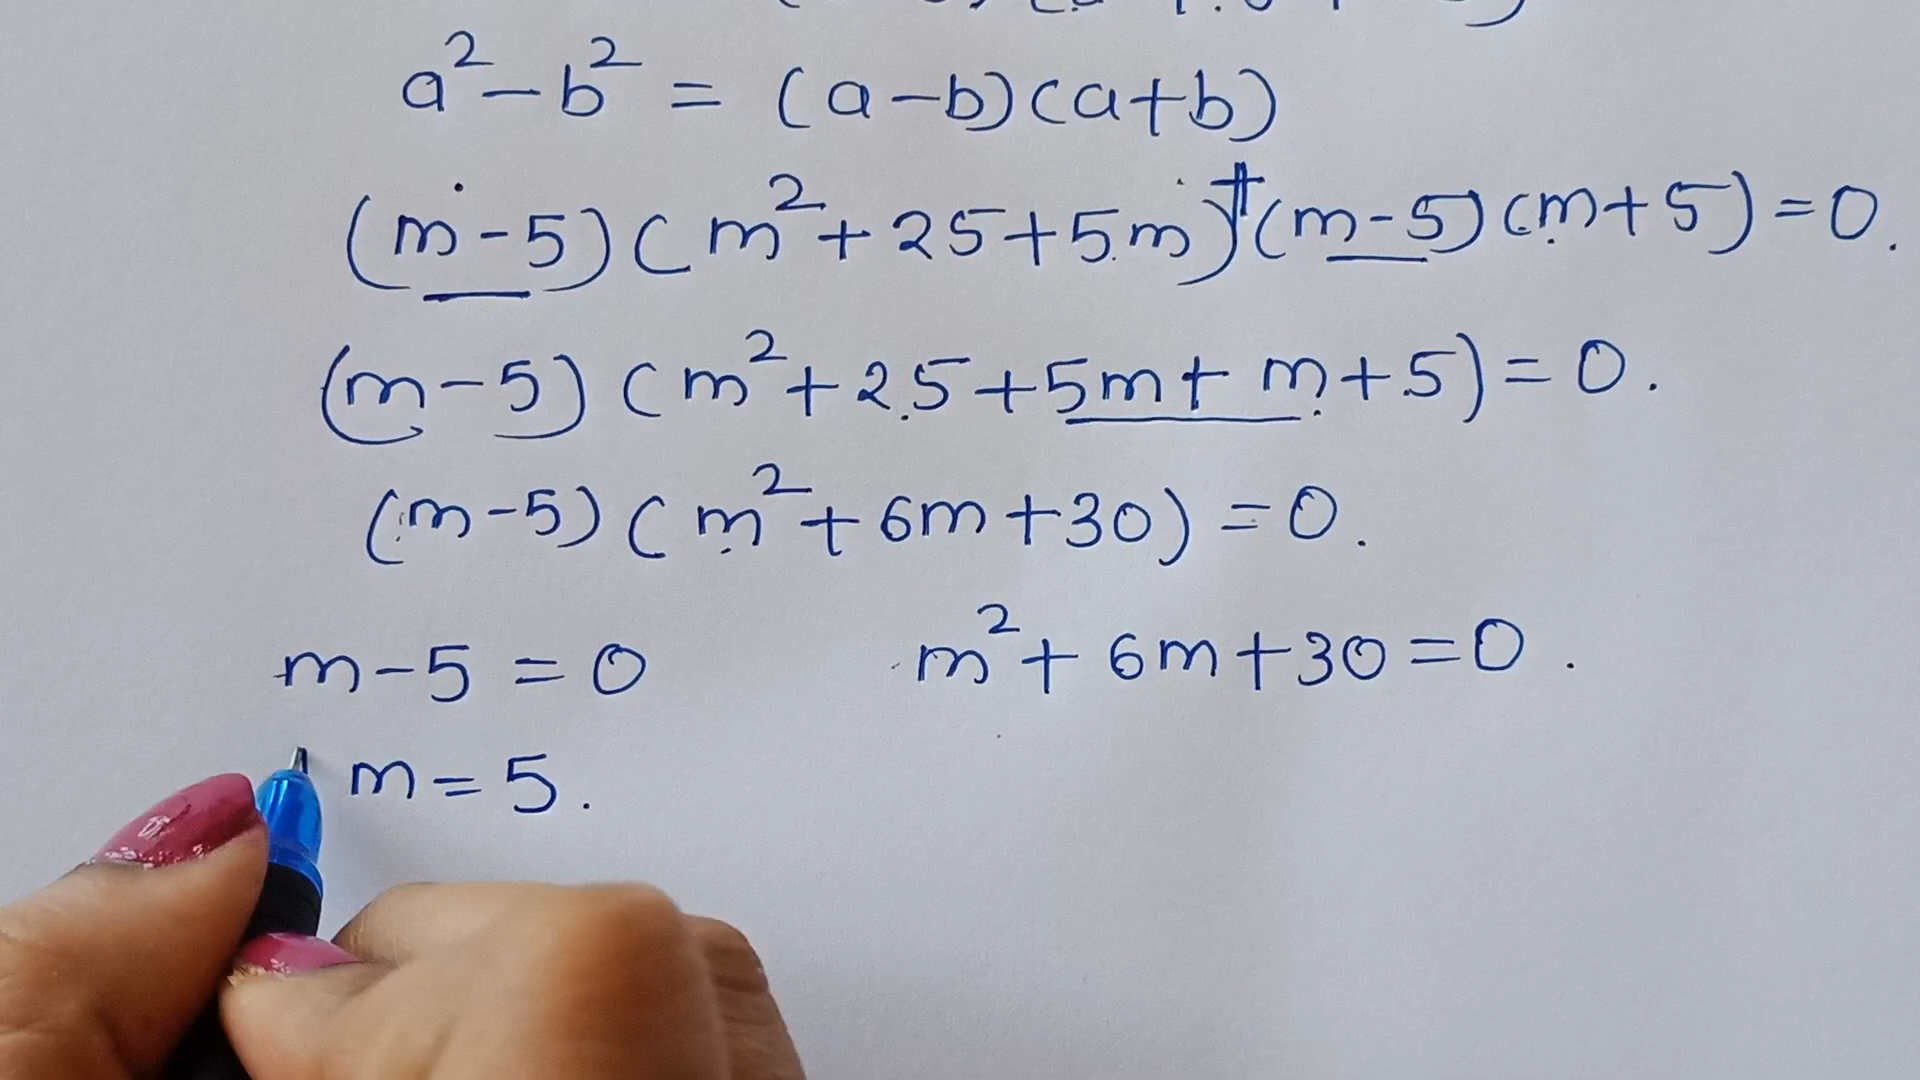 a² - b² = (a-b)(a+b)
(m-5)(m²+25+5m)+(m-5)(m+5)=0.
(m-5)(m²+25+5m+m+5)=0.
(m-5)(m²+6m+30)=0.
m-5=0 m²+6m+30=0.
m=5.